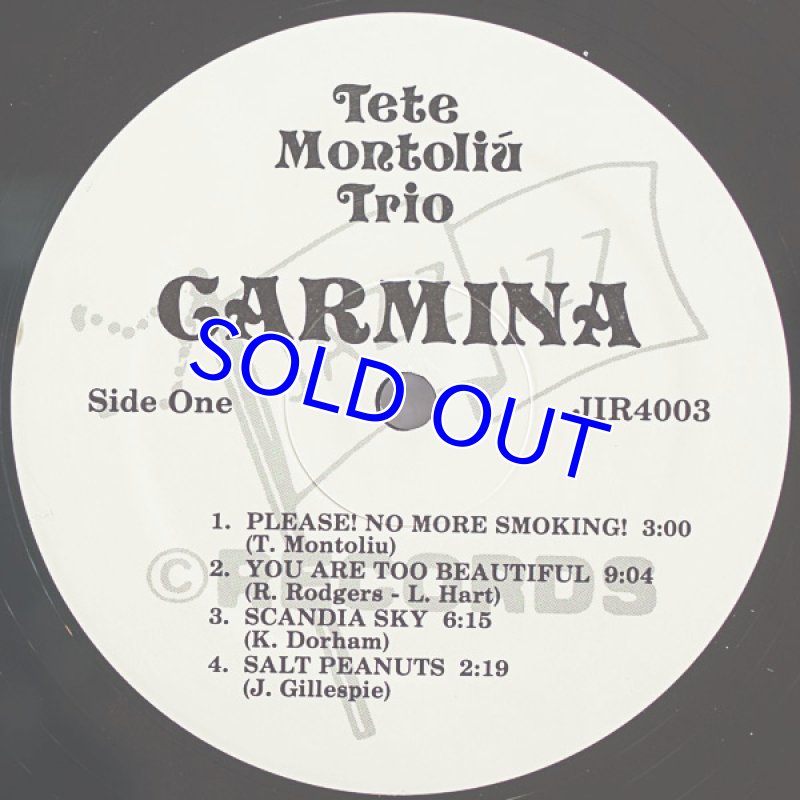 Tete
Montoliú
Trio
CARMINA
SOLD OUT
Side One
JIR4003
1. PLEASE! NO MORE SMOKING! 3:00
(T. Montoliu)
2. YOU ARE TOO BEAUTIFUL 9:04
(R. Rodgers - L. Hart)
3. SCANDIA SKY 6:15
(K. Dorham)
4. SALT PEANUTS 2:19
(J. Gillespie)
© RECORDS